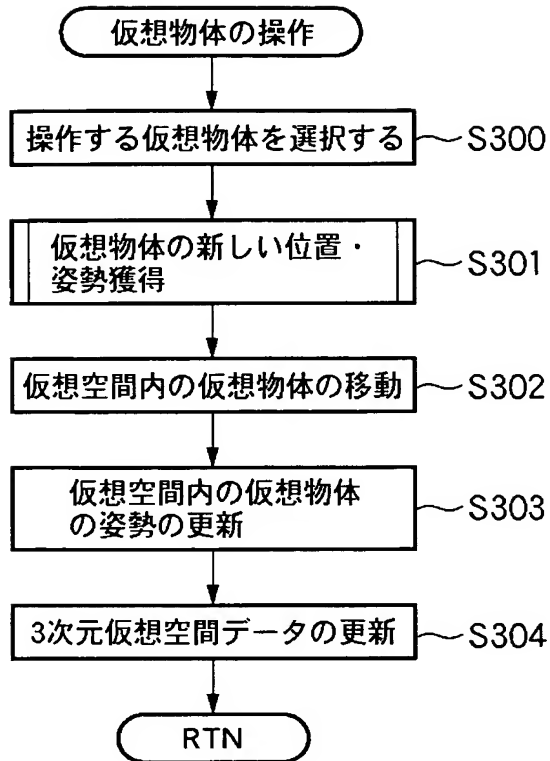 仮想物体の操作
操作する仮想物体を選択する S300
仮想物体の新しい位置・
姿勢獲得
S301
仮想空間内の仮想物体の移動 S302
仮想空間内の仮想物体
の姿勢の更新
S303
3次元仮想空間データの更新 S304
RTN